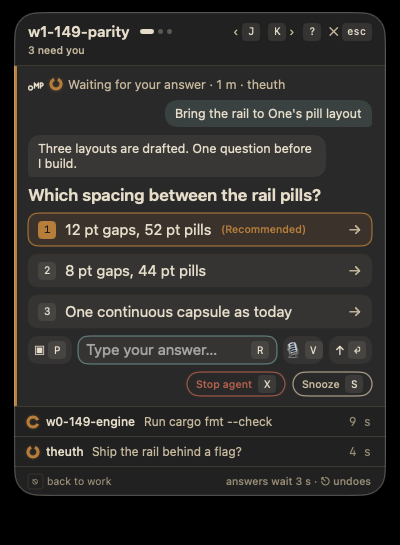 w1-149-parity
‹ J K › ? × esc
3 need you
OMP Waiting for your answer · 1 m · theuth
Bring the rail to One's pill layout
Three layouts are drafted. One question before
I build.
Which spacing between the rail pills?
1 12 pt gaps, 52 pt pills (Recommended) →
2 8 pt gaps, 44 pt pills →
3 One continuous capsule as today →
P Type your answer... R V ↑ ↵
Stop agent X Snooze S
w0-149-engine Run cargo fmt --check 9 s
theuth Ship the rail behind a flag? 4 s
back to work answers wait 3 s · undoes